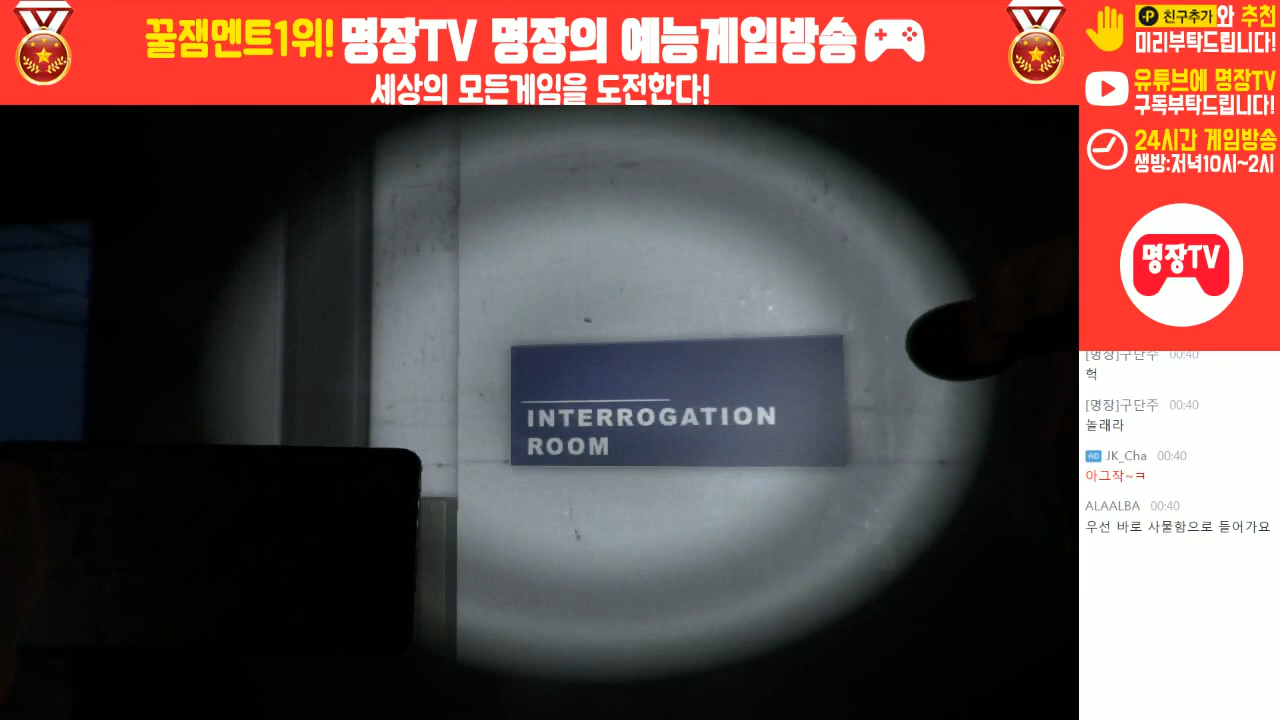 꿀잼멘트1위! 명장TV 명장의 예능게임방송
세상의 모든게임을 도전한다!
P 친구추가 와 추천
미리부탁드립니다!
유튜브에 명장TV
구독부탁드립니다!
24시간 게임방송
생방:저녁10시~2시
명장TV
INTERROGATION
ROOM
[명장]구단주 00:40
헉
[명장]구단주 00:40
놀래라
AD JK_Cha 00:40
아그작~ㅋ
ALAALBA 00:40
우선 바로 사물함으로 들어가요